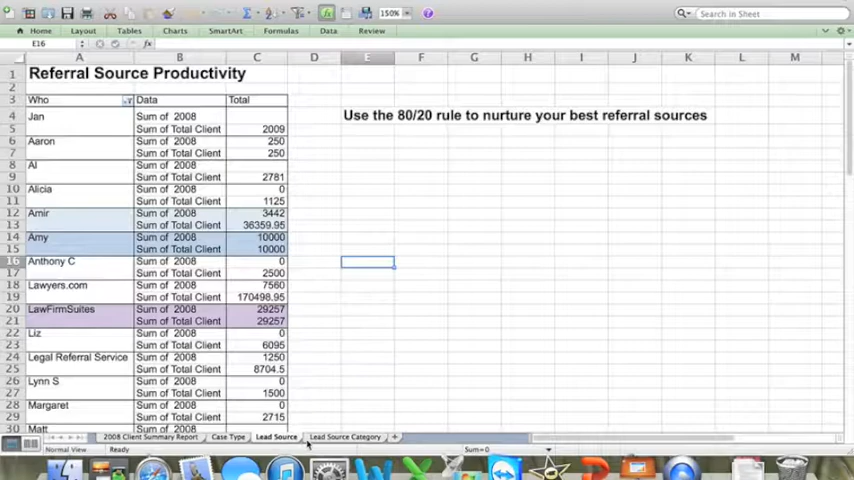 150%
Search in Sheet
Home Layout Tables Charts SmartArt Formulas Data Review
E16 fx
A B C D E F G H I J K L M
1 Referral Source Productivity
2
3 Who Data Total
4 Jan Sum of 2008 Use the 80/20 rule to nurture your best referral sources
5 Sum of Total Client 2009
6 Aaron Sum of 2008 250
7 Sum of Total Client 250
8 Al Sum of 2008
9 Sum of Total Client 2781
10 Alicia Sum of 2008 0
11 Sum of Total Client 1125
12 Amir Sum of 2008 3442
13 Sum of Total Client 36359.95
14 Amy Sum of 2008 10000
15 Sum of Total Client 10000
16 Anthony C Sum of 2008 0
17 Sum of Total Client 2500
18 Lawyers.com Sum of 2008 7560
19 Sum of Total Client 170498.95
20 LawFirmSuites Sum of 2008 29257
21 Sum of Total Client 29257
22 Liz Sum of 2008 0
23 Sum of Total Client 6095
24 Legal Referral Service Sum of 2008 1250
25 Sum of Total Client 8704.5
26 Lynn S Sum of 2008 0
27 Sum of Total Client 1500
28 Margaret Sum of 2008 0
29 Sum of Total Client 2715
30 Matt Sum of 2008 0
2008 Client Summary Report Case Type Lead Source Lead Source Category +
Normal View Ready Sum=0